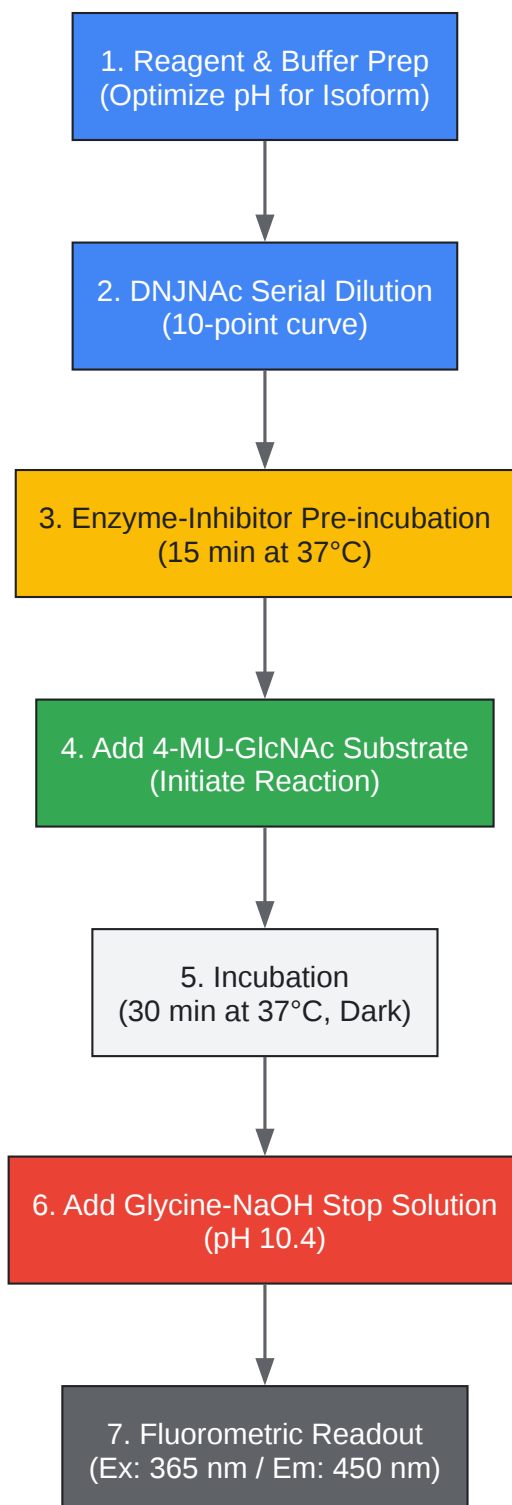 1. Reagent & Buffer Prep
(Optimize pH for Isoform)
2. DNJNAc Serial Dilution
(10-point curve)
3. Enzyme-Inhibitor Pre-incubation
(15 min at 37°C)
4. Add 4-MU-GlcNAc Substrate
(Initiate Reaction)
5. Incubation
(30 min at 37°C, Dark)
6. Add Glycine-NaOH Stop Solution
(pH 10.4)
7. Fluorometric Readout
(Ex: 365 nm / Em: 450 nm)